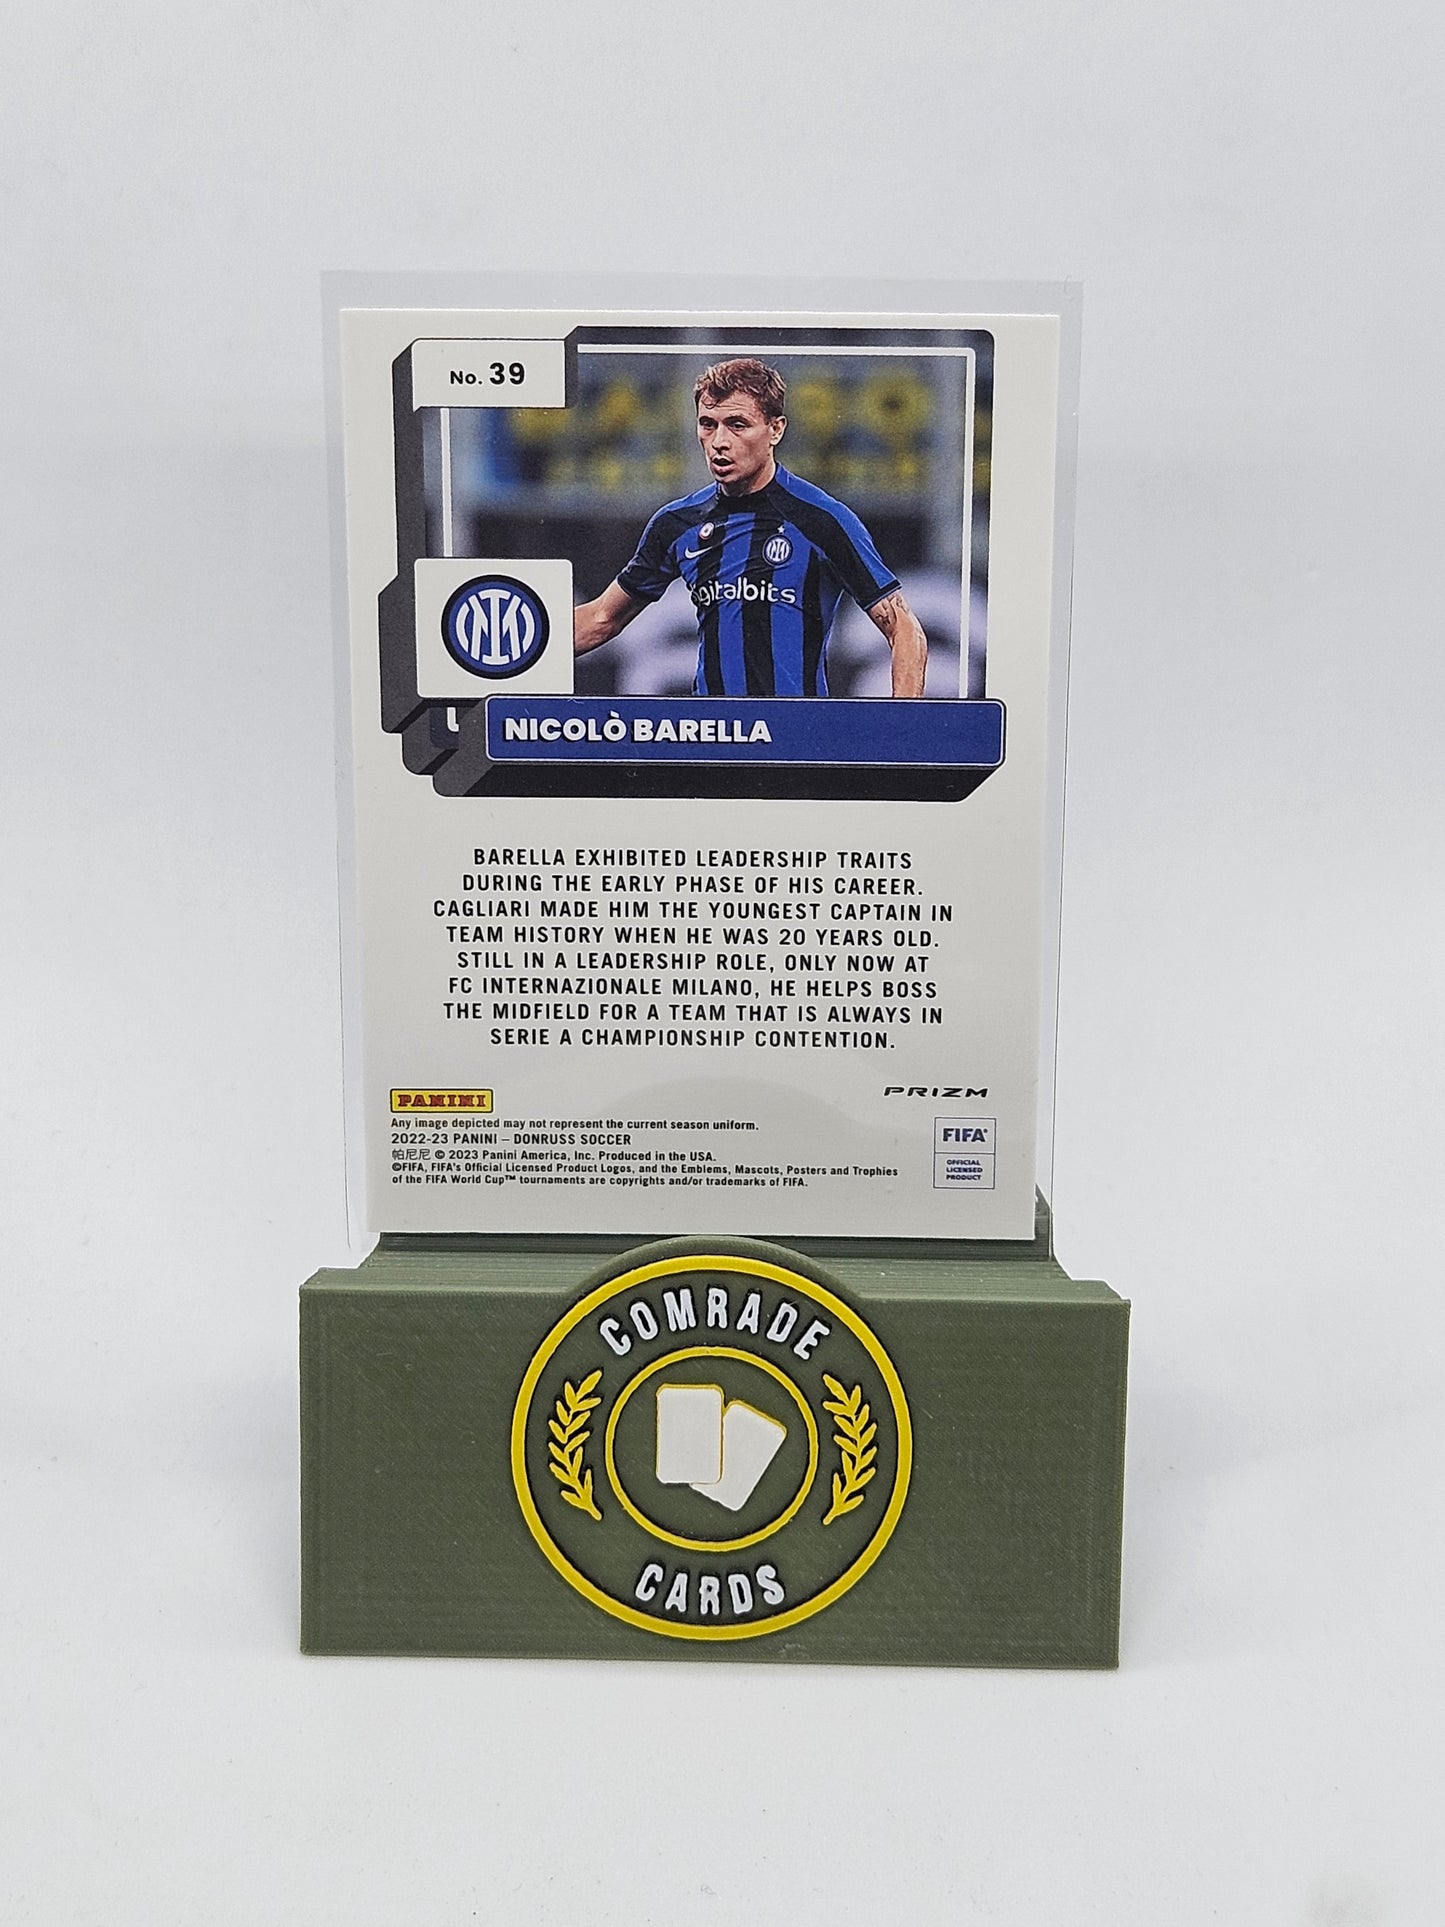 No. 39
digitalbits
NICOLÒ BARELLA
BARELLA EXHIBITED LEADERSHIP TRAITS
DURING THE EARLY PHASE OF HIS CAREER.
CAGLIARI MADE HIM THE YOUNGEST CAPTAIN IN
TEAM HISTORY WHEN HE WAS 20 YEARS OLD.
STILL IN A LEADERSHIP ROLE, ONLY NOW AT
FC INTERNAZIONALE MILANO, HE HELPS BOSS
THE MIDFIELD FOR A TEAM THAT IS ALWAYS IN
SERIE A CHAMPIONSHIP CONTENTION.
PANINI
PRIZM
Any image depicted may not represent the current season uniform.
2022-23 PANINI – DONRUSS SOCCER
帕尼尼 © 2023 Panini America, Inc. Produced in the USA.
©FIFA, FIFA's Official Licensed Product Logos, and the Emblems, Mascots, Posters and Trophies
of the FIFA World Cup™ tournaments are copyrights and/or trademarks of FIFA.
FIFA®
OFFICIAL
LICENSED
PRODUCT
COMRADE
CARDS